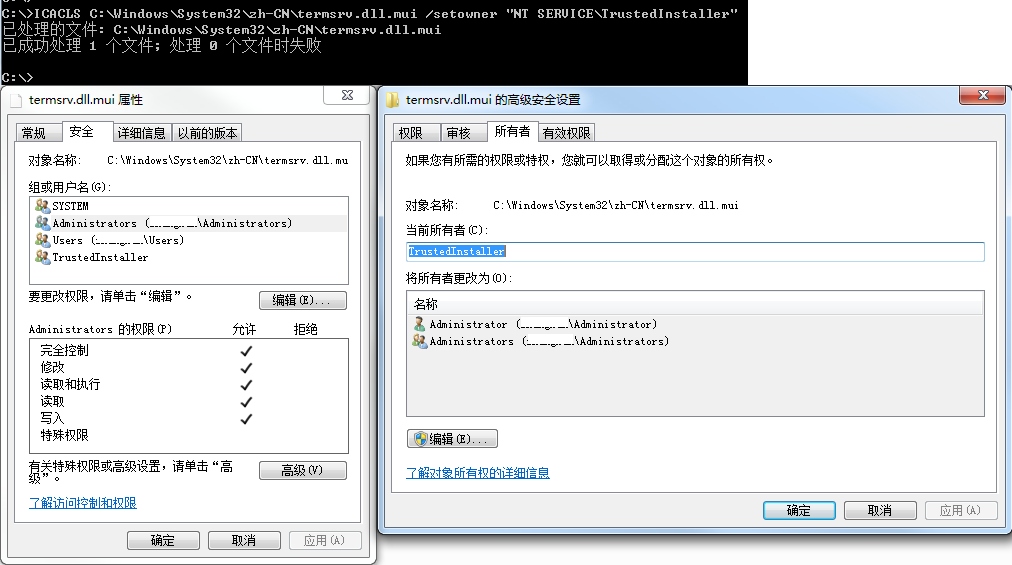 C:\>ICACLS C:\Windows\System32\zh-CN\termsrv.dll.mui /setowner "NT SERVICE\TrustedInstaller"
已处理的文件: C:\Windows\System32\zh-CN\termsrv.dll.mui
已成功处理 1 个文件; 处理 0 个文件时失败
C:\>
termsrv.dll.mui 属性
常规 安全 详细信息 以前的版本
对象名称: C:\Windows\System32\zh-CN\termsrv.dll.mu
组或用户名(G):
SYSTEM
Administrators ( \Administrators)
Users ( \Users)
TrustedInstaller
要更改权限，请单击“编辑”。
编辑(E)...
Administrators 的权限(P) 允许 拒绝
完全控制
修改
读取和执行
读取
写入
特殊权限
有关特殊权限或高级设置，请单击“高
级”。
高级(V)
了解访问控制和权限
确定 取消 应用(A)
termsrv.dll.mui 的高级安全设置
权限 审核 所有者 有效权限
如果您有所需的权限或特权，您就可以取得或分配这个对象的所有权。
对象名称: C:\Windows\System32\zh-CN\termsrv.dll.mui
当前所有者(C):
TrustedInstaller
将所有者更改为(O):
名称
Administrator ( \Administrator)
Administrators ( \Administrators)
编辑(E)...
了解对象所有权的详细信息
确定 取消 应用(A)